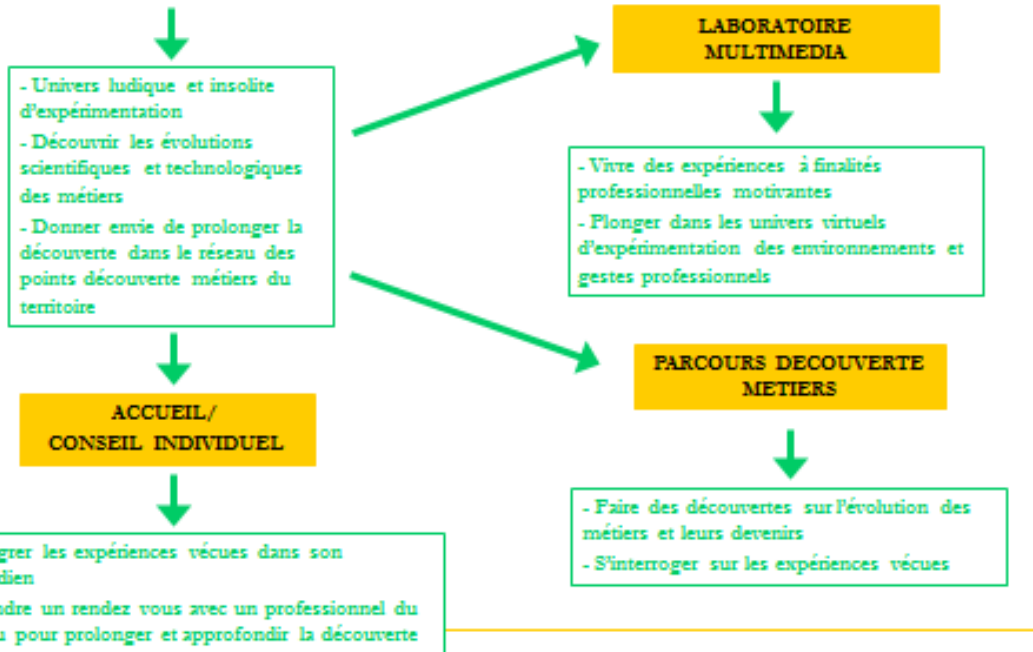 LABORATOIRE
MULTIMEDIA
- Univers ludique et insolite
d'expérimentation
- Découvrir les évolutions
scientifiques et technologiques
des métiers
- Donner envie de prolonger la
découverte dans le réseau des
points découverte métiers du
territoire
- Vivre des expériences à finalités
professionnelles motivantes
- Plonger dans les univers virtuels
d'expérimentation des environnements et
gestes professionnels
ACCUEIL/
CONSEIL INDIVIDUEL
PARCOURS DECOUVERTE
METIERS
- Faire des découvertes sur l'évolution des
métiers et leurs devenirs
- S'interroger sur les expériences vécues
les expériences vécues dans son
un rendez vous avec un professionnel du
pour prolonger et approfondir la découverte